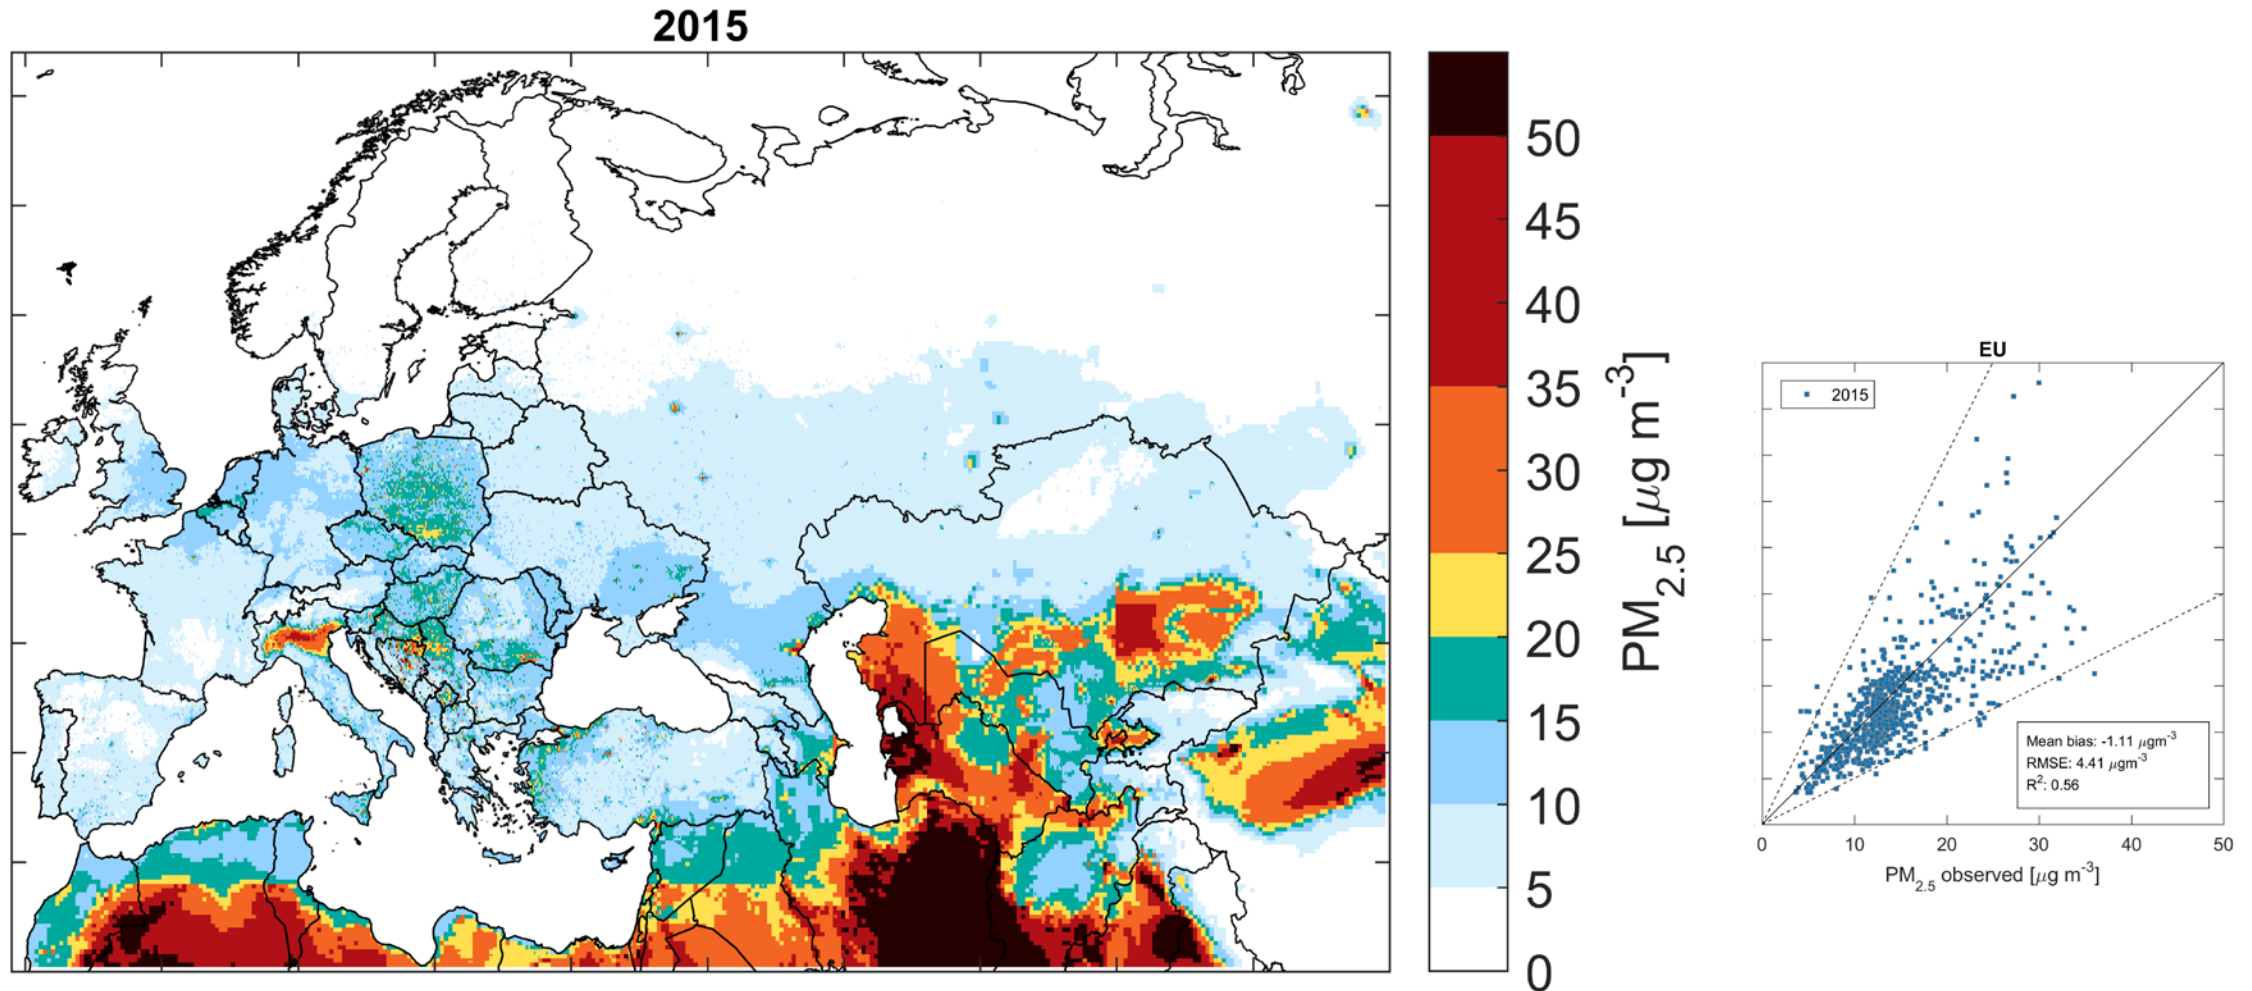 2015
50
45
40
35
30
25
20
15
10
5
0
PM2.5 [μg m-3]
EU
2015
Mean bias: -1.11 μgm-3
RMSE: 4.41 μgm-3
R2: 0.56
0 10 20 30 40 50
PM2.5 observed [μg m-3]